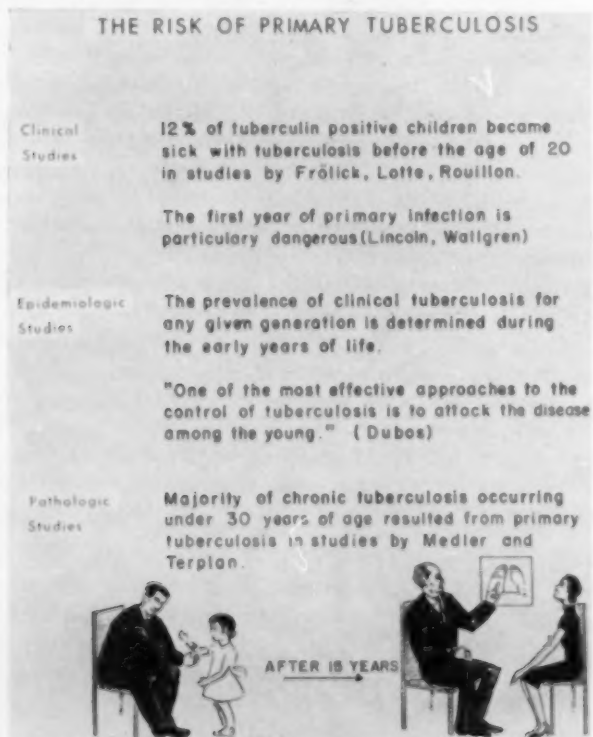 THE RISK OF PRIMARY TUBERCULOSIS
Clinical
Studies
12% of tuberculin positive children became
sick with tuberculosis before the age of 20
in studies by Frölick, Lotte, Rouillon.
The first year of primary infection is
particulary dangerous (Lincoln, Wallgren)
Epidemiologic
Studies
The prevalence of clinical tuberculosis for
any given generation is determined during
the early years of life.
"One of the most effective approaches to the
control of tuberculosis is to attack the disease
among the young." (Dubos)
Pathologic
Studies
Majority of chronic tuberculosis occurring
under 30 years of age resulted from primary
tuberculosis in studies by Medler and
Terplan.
AFTER 15 YEARS